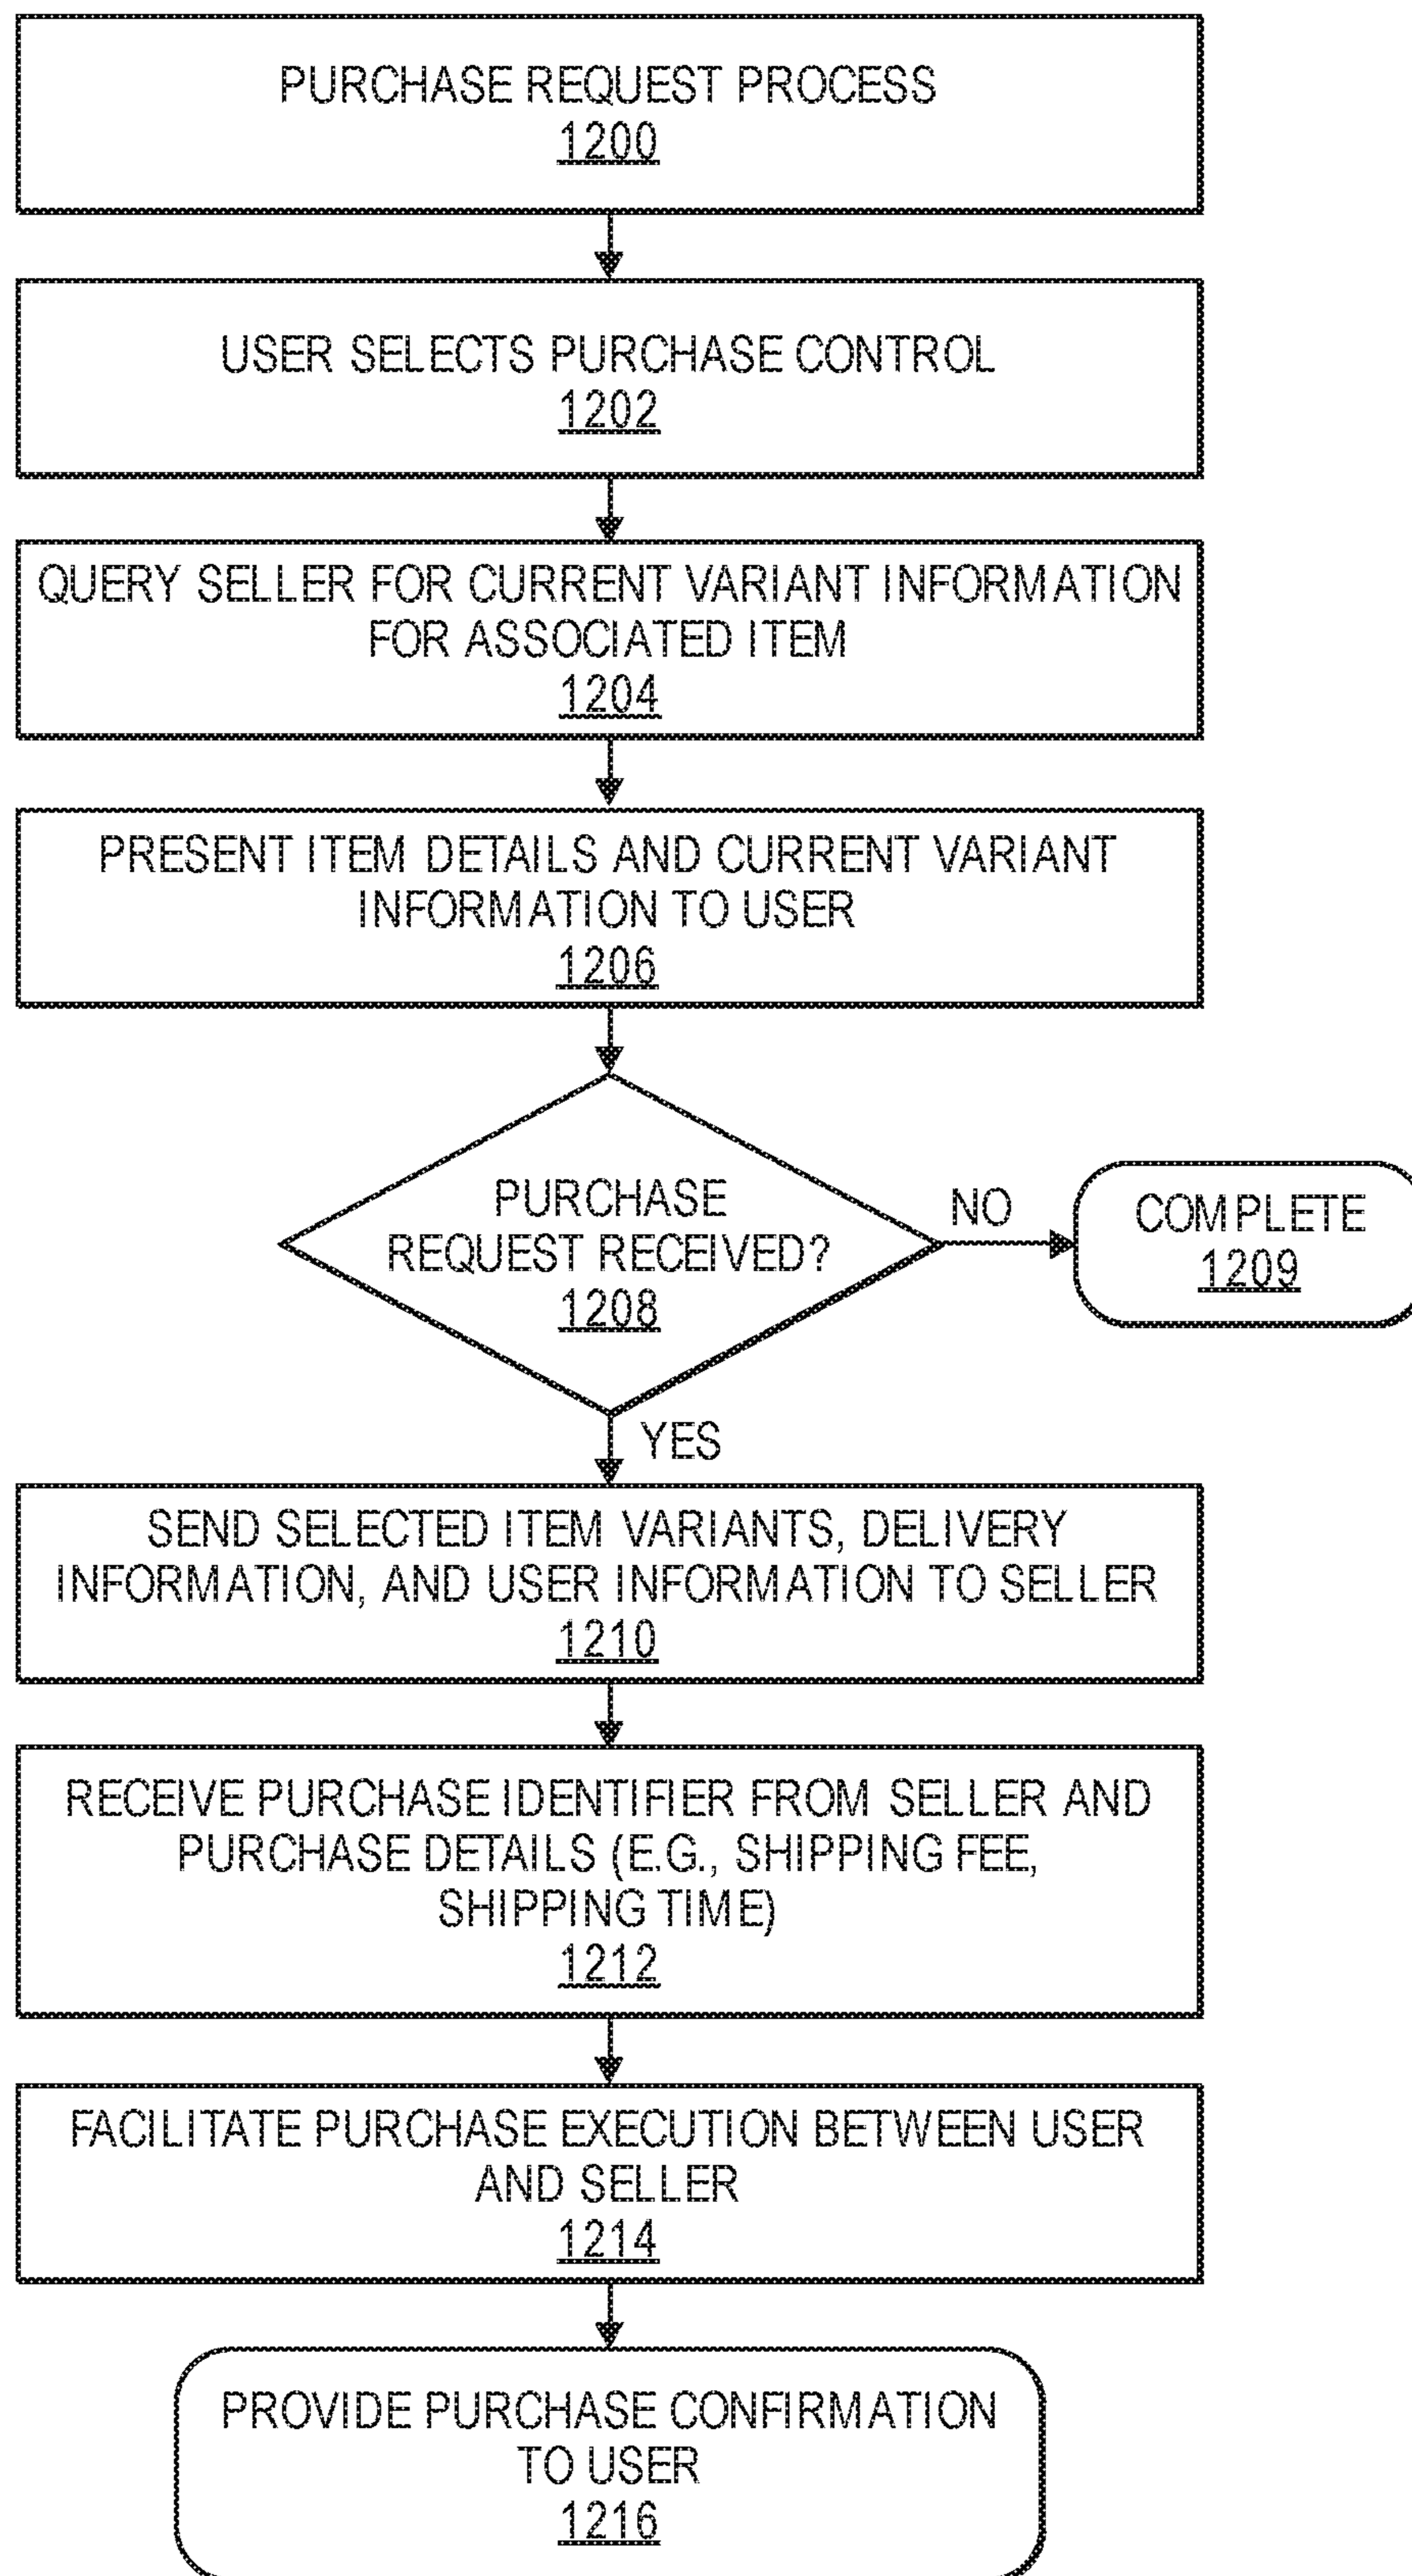 PURCHASE REQUEST PROCESS
1200
USER SELECTS PURCHASE CONTROL
1202
QUERY SELLER FOR CURRENT VARIANT INFORMATION
FOR ASSOCIATED ITEM
1204
PRESENT ITEM DETAILS AND CURRENT VARIANT
INFORMATION TO USER
1206
PURCHASE
REQUEST RECEIVED?
1208
NO
COMPLETE
1209
YES
SEND SELECTED ITEM VARIANTS, DELIVERY
INFORMATION, AND USER INFORMATION TO SELLER
1210
RECEIVE PURCHASE IDENTIFIER FROM SELLER AND
PURCHASE DETAILS (E.G., SHIPPING FEE,
SHIPPING TIME)
1212
FACILITATE PURCHASE EXECUTION BETWEEN USER
AND SELLER
1214
PROVIDE PURCHASE CONFIRMATION
TO USER
1216